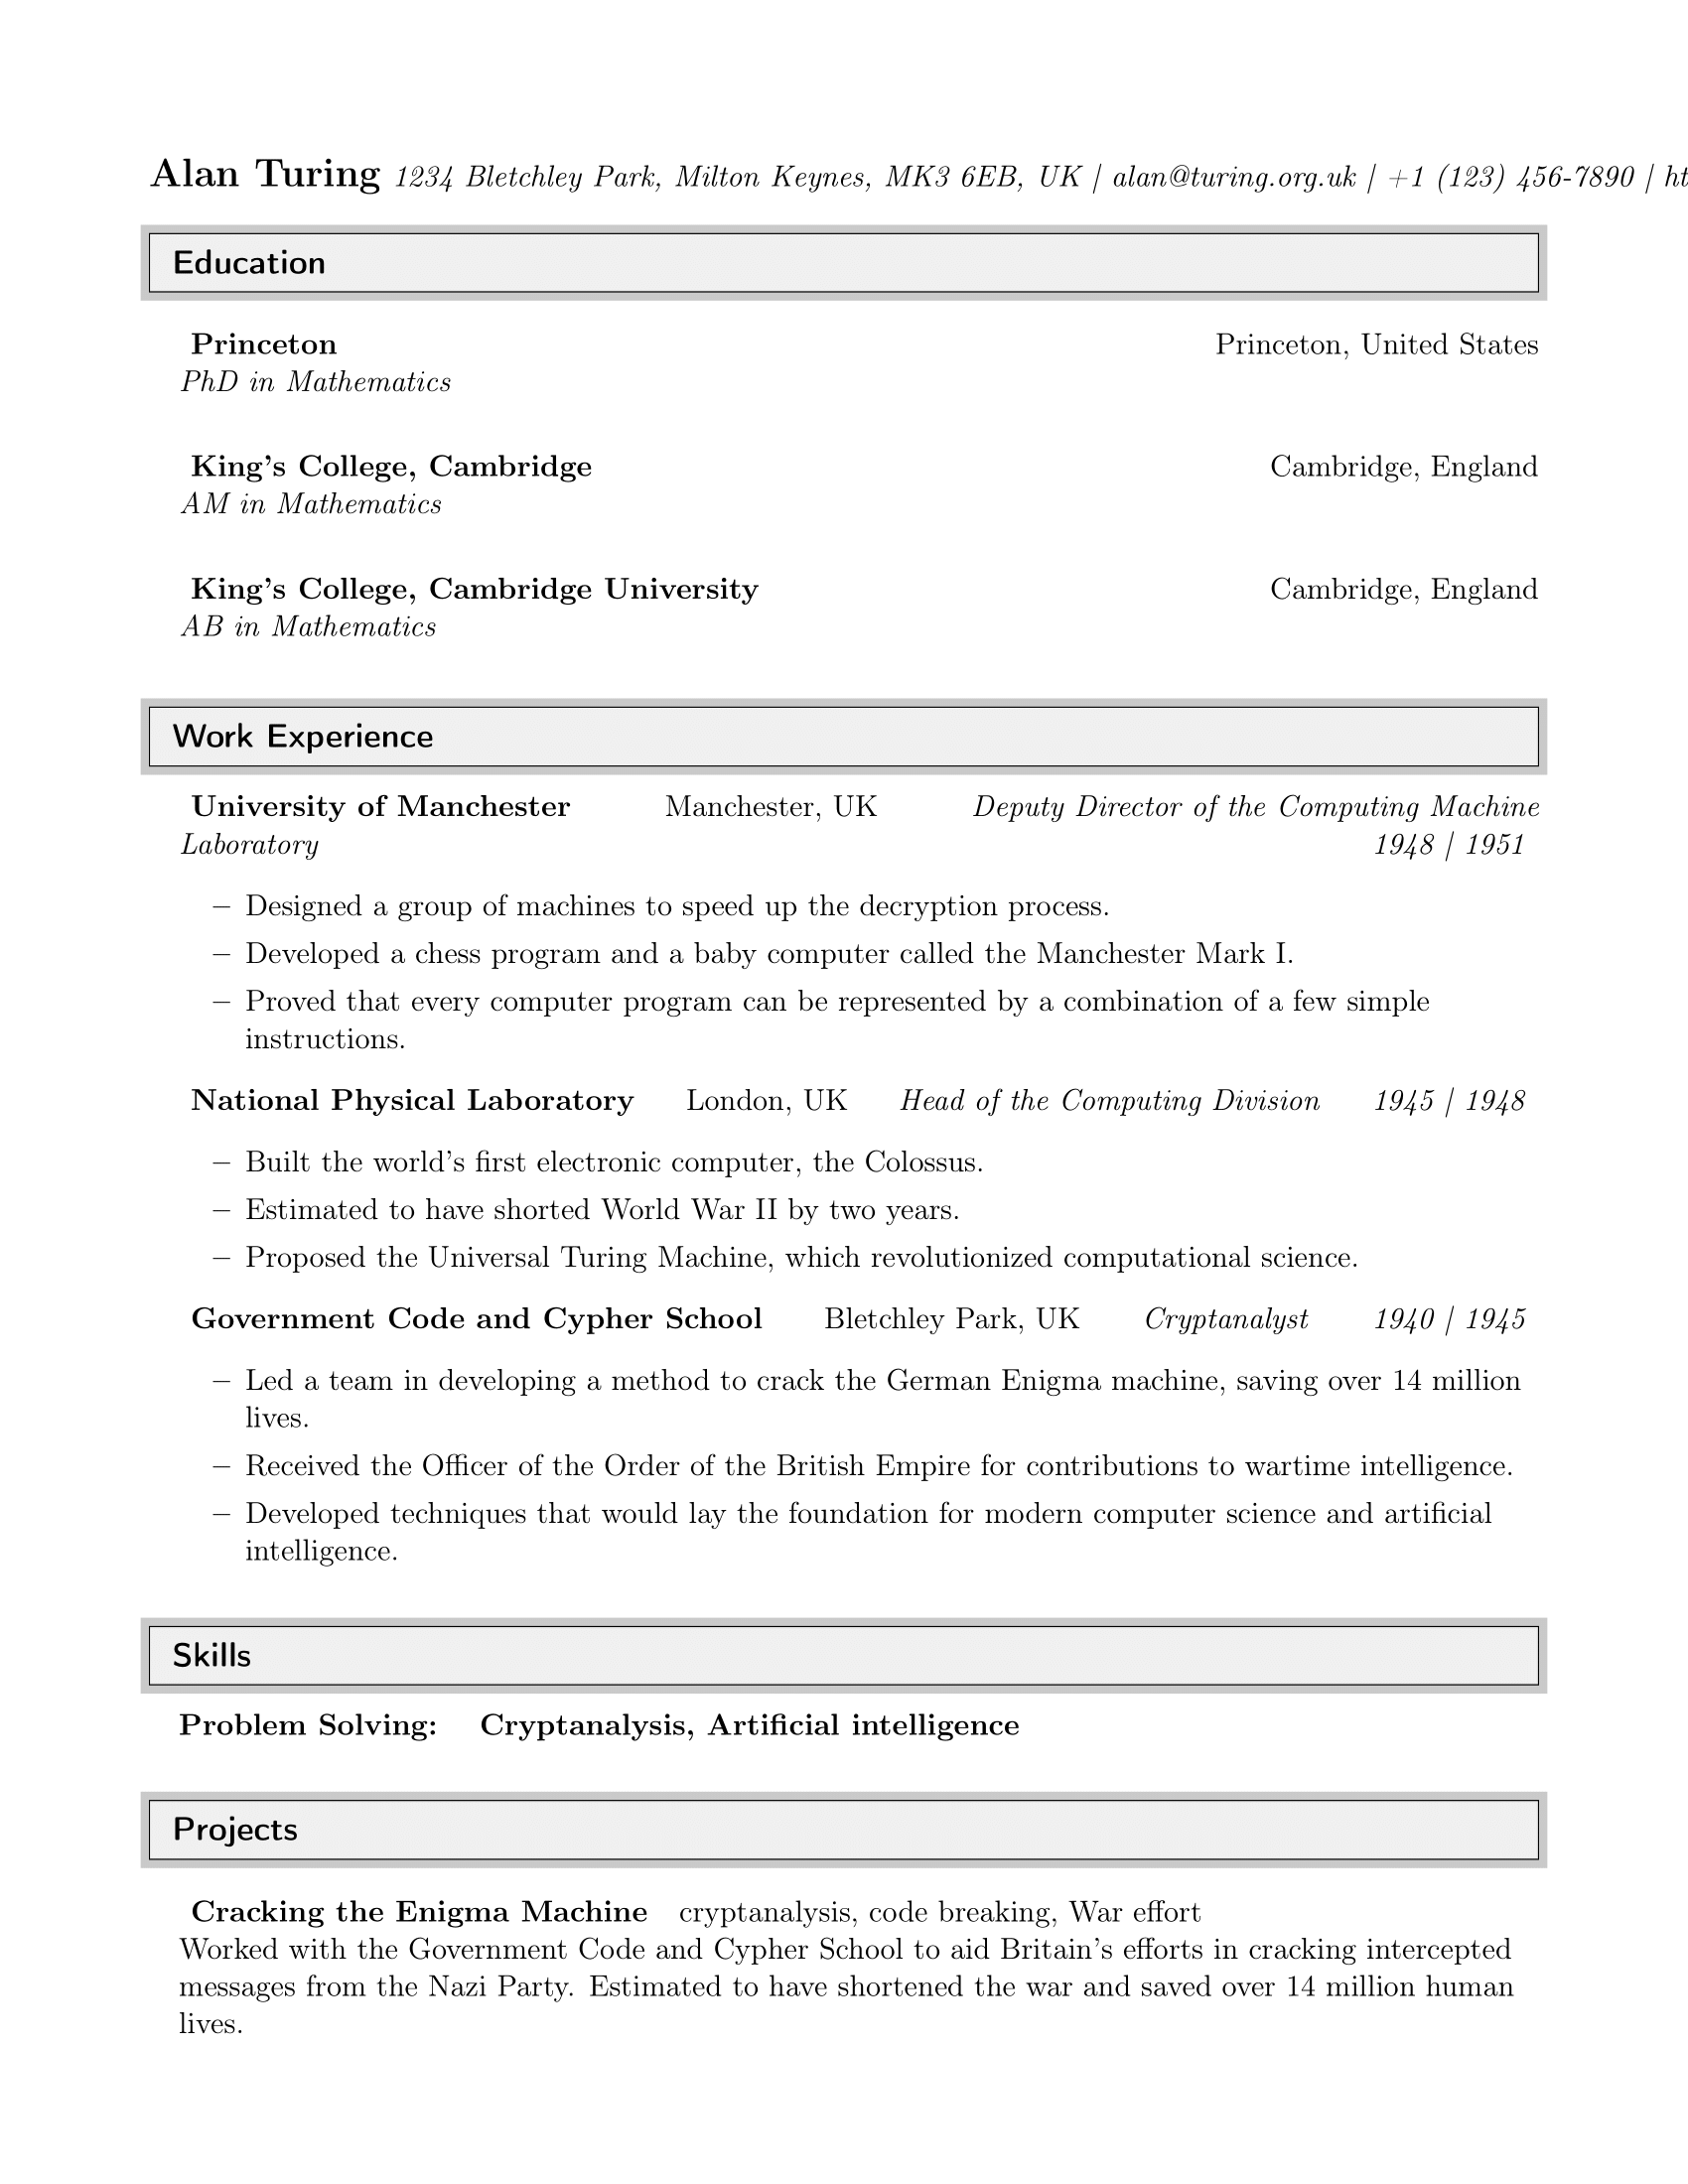 Alan Turing 1234 Bletchley Park, Milton Keynes, MK3 6EB, UK | alan@turing.org.uk | +1 (123) 456-7890 | ht
Education
Princeton Princeton, United States
PhD in Mathematics
King's College, Cambridge Cambridge, England
AM in Mathematics
King's College, Cambridge University Cambridge, England
AB in Mathematics
Work Experience
University of Manchester Manchester, UK Deputy Director of the Computing Machine
Laboratory 1948 | 1951
– Designed a group of machines to speed up the decryption process.
– Developed a chess program and a baby computer called the Manchester Mark I.
– Proved that every computer program can be represented by a combination of a few simple
instructions.
National Physical Laboratory London, UK Head of the Computing Division 1945 | 1948
– Built the world's first electronic computer, the Colossus.
– Estimated to have shorted World War II by two years.
– Proposed the Universal Turing Machine, which revolutionized computational science.
Government Code and Cypher School Bletchley Park, UK Cryptanalyst 1940 | 1945
– Led a team in developing a method to crack the German Enigma machine, saving over 14 million
lives.
– Received the Officer of the Order of the British Empire for contributions to wartime intelligence.
– Developed techniques that would lay the foundation for modern computer science and artificial
intelligence.
Skills
Problem Solving: Cryptanalysis, Artificial intelligence
Projects
Cracking the Enigma Machine cryptanalysis, code breaking, War effort
Worked with the Government Code and Cypher School to aid Britain's efforts in cracking intercepted
messages from the Nazi Party. Estimated to have shortened the war and saved over 14 million human
lives.